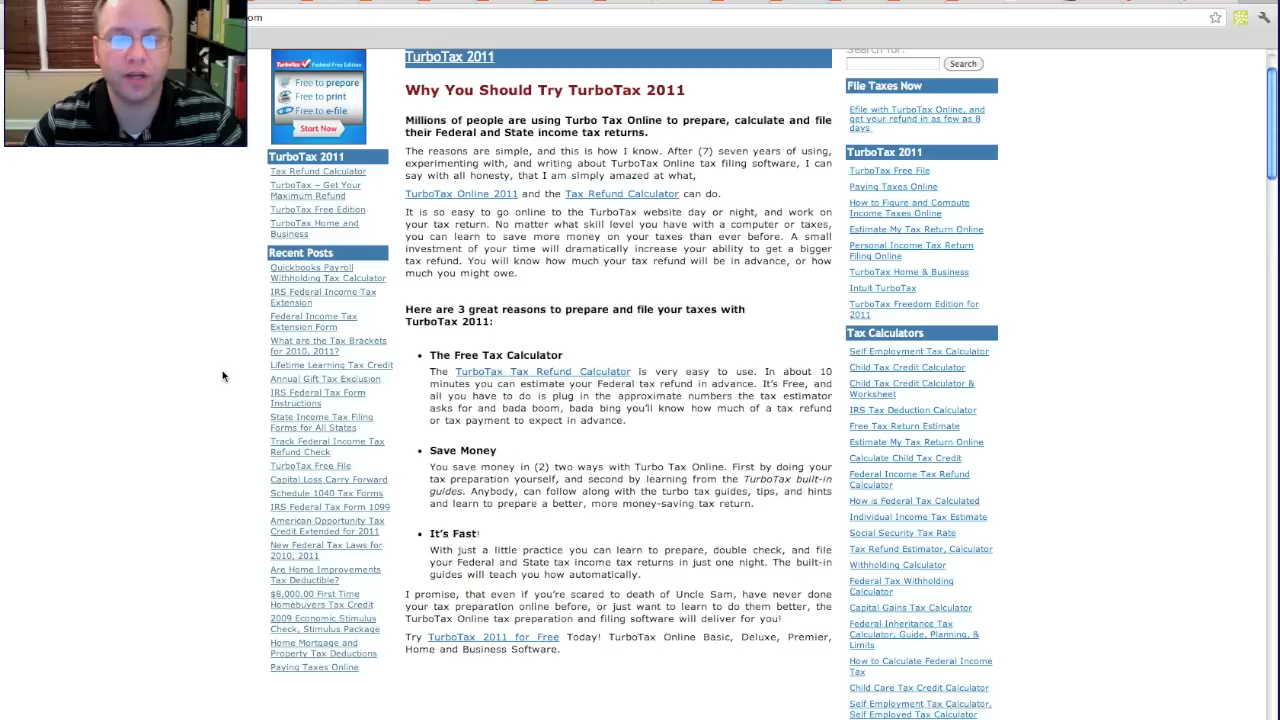 om
TurboTax Federal Free Edition
Free to prepare
Free to print
Free to e-file
Start Now
TurboTax 2011
Tax Refund Calculator
TurboTax – Get Your
Maximum Refund
TurboTax Free Edition
TurboTax Home and
Business
Recent Posts
Quickbooks Payroll
Withholding Tax Calculator
IRS Federal Income Tax
Extension
Federal Income Tax
Extension Form
What are the Tax Brackets
for 2010, 2011?
Lifetime Learning Tax Credit
Annual Gift Tax Exclusion
IRS Federal Tax Form
Instructions
State Income Tax Filing
Forms for All States
Track Federal Income Tax
Refund Check
TurboTax Free File
Capital Loss Carry Forward
Schedule 1040 Tax Forms
IRS Federal Tax Form 1099
American Opportunity Tax
Credit Extended for 2011
New Federal Tax Laws for
2010, 2011
Are Home Improvements
Tax Deductible?
$8,000.00 First Time
Homebuyers Tax Credit
2009 Economic Stimulus
Check, Stimulus Package
Home Mortgage and
Property Tax Deductions
Paying Taxes Online
TurboTax 2011
Why You Should Try TurboTax 2011
Millions of people are using Turbo Tax Online to prepare, calculate and file
their Federal and State income tax returns.
The reasons are simple, and this is how I know. After (7) seven years of using,
experimenting with, and writing about TurboTax Online tax filing software, I can
say with all honesty, that I am simply amazed at what,
TurboTax Online 2011 and the Tax Refund Calculator can do.
It is so easy to go online to the TurboTax website day or night, and work on
your tax return. No matter what skill level you have with a computer or taxes,
you can learn to save more money on your taxes than ever before. A small
investment of your time will dramatically increase your ability to get a bigger
tax refund. You will know how much your tax refund will be in advance, or how
much you might owe.
Here are 3 great reasons to prepare and file your taxes with
TurboTax 2011:
• The Free Tax Calculator
The TurboTax Tax Refund Calculator is very easy to use. In about 10
minutes you can estimate your Federal tax refund in advance. It's Free, and
all you have to do is plug in the approximate numbers the tax estimator
asks for and bada boom, bada bing you'll know how much of a tax refund
or tax payment to expect in advance.
• Save Money
You save money in (2) two ways with Turbo Tax Online. First by doing your
tax preparation yourself, and second by learning from the TurboTax built-in
guides. Anybody, can follow along with the turbo tax guides, tips, and hints
and learn to prepare a better, more money-saving tax return.
• It's Fast!
With just a little practice you can learn to prepare, double check, and file
your Federal and State tax income tax returns in just one night. The built-in
guides will teach you how automatically.
I promise, that even if you're scared to death of Uncle Sam, have never done
your tax preparation online before, or just want to learn to do them better, the
TurboTax Online tax preparation and filing software will deliver for you!
Try TurboTax 2011 for Free Today! TurboTax Online Basic, Deluxe, Premier,
Home and Business Software.
Search for:
Search
File Taxes Now
Efile with TurboTax Online, and
get your refund in as few as 8
days
TurboTax 2011
TurboTax Free File
Paying Taxes Online
How to Figure and Compute
Income Taxes Online
Estimate My Tax Return Online
Personal Income Tax Return
Filing Online
TurboTax Home & Business
Intuit TurboTax
TurboTax Freedom Edition for
2011
Tax Calculators
Self Employment Tax Calculator
Child Tax Credit Calculator
Child Tax Credit Calculator &
Worksheet
IRS Tax Deduction Calculator
Free Tax Return Estimate
Estimate My Tax Return Online
Calculate Child Tax Credit
Federal Income Tax Refund
Calculator
How is Federal Tax Calculated
Individual Income Tax Estimate
Social Security Tax Rate
Tax Refund Estimator, Calculator
Withholding Calculator
Federal Tax Withholding
Calculator
Capital Gains Tax Calculator
Federal Inheritance Tax
Calculator, Guide, Planning, &
Limits
How to Calculate Federal Income
Tax
Child Care Tax Credit Calculator
Self Employment Tax Calculator,
Self Employed Tax Calculator